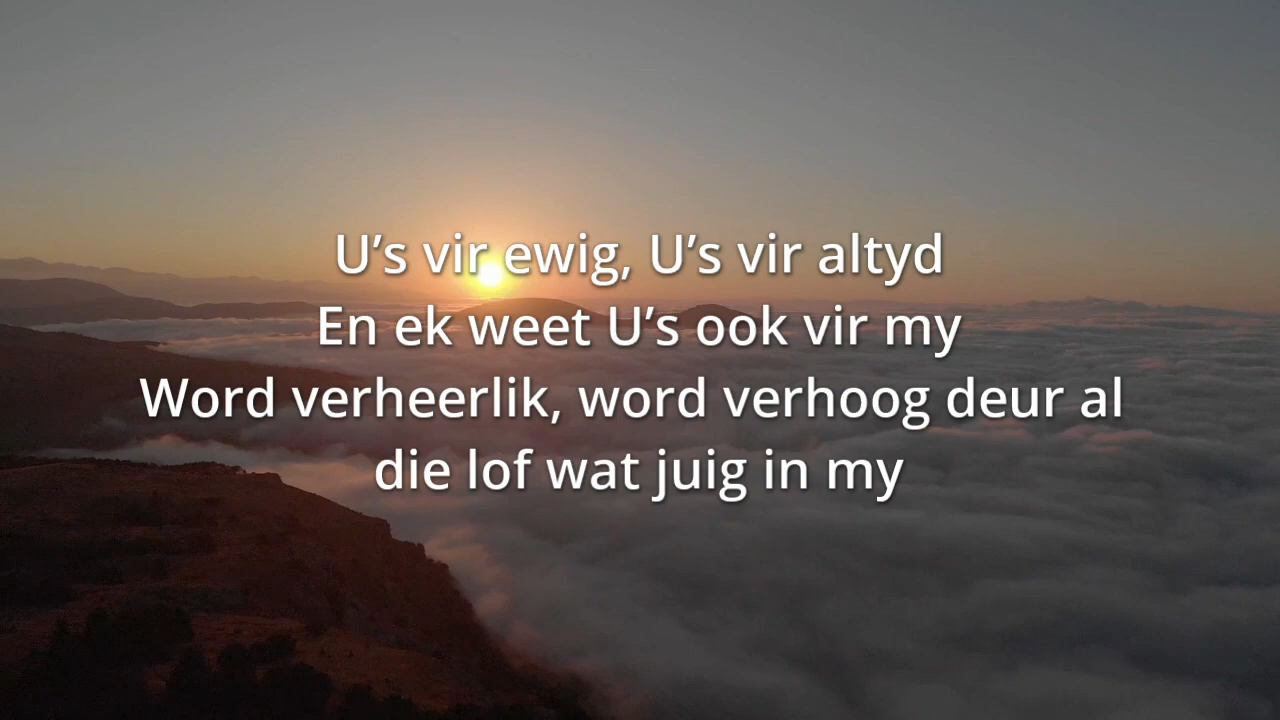 U’s vir ewig, U’s vir altyd
En ek weet U’s ook vir my
Word verheerlik, word verhoog deur al
die lof wat juig in my